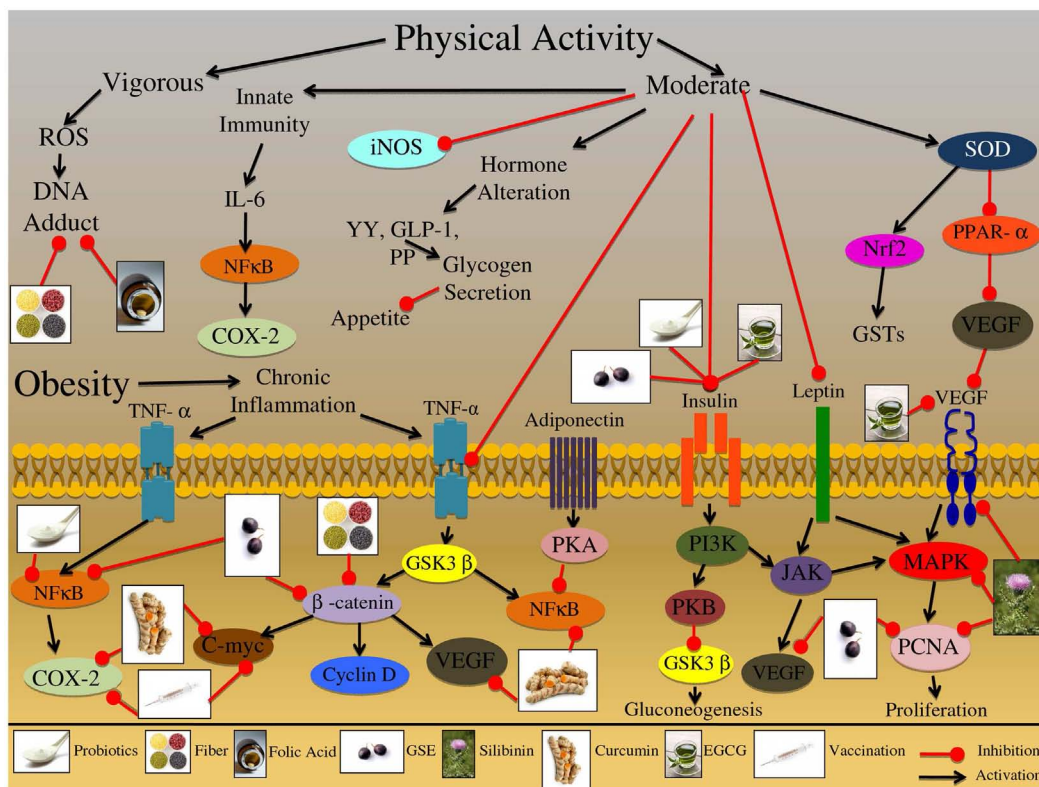 Physical Activity
Vigorous
Innate
Immunity
Moderate
ROS
iNOS
SOD
DNA
Adduct
Hormone
Alteration
IL-6
YY, GLP-1,
PP
Glycogen
Secretion
Nrf2
PPAR- α
NFκB
Appetite
GSTs
VEGF
COX-2
Obesity
Chronic
Inflammation
TNF- α
TNF-α
Adiponectin
Insulin
Leptin
VEGF
NFκB
GSK3 β
PKA
PI3K
JAK
MAPK
β -catenin
NFκB
PKB
C-myc
COX-2
Cyclin D
VEGF
GSK3 β
VEGF
PCNA
Gluconeogenesis
Proliferation
Probiotics
Fiber
Folic Acid
GSE
Silibinin
Curcumin
EGCG
Vaccination
Inhibition
Activation